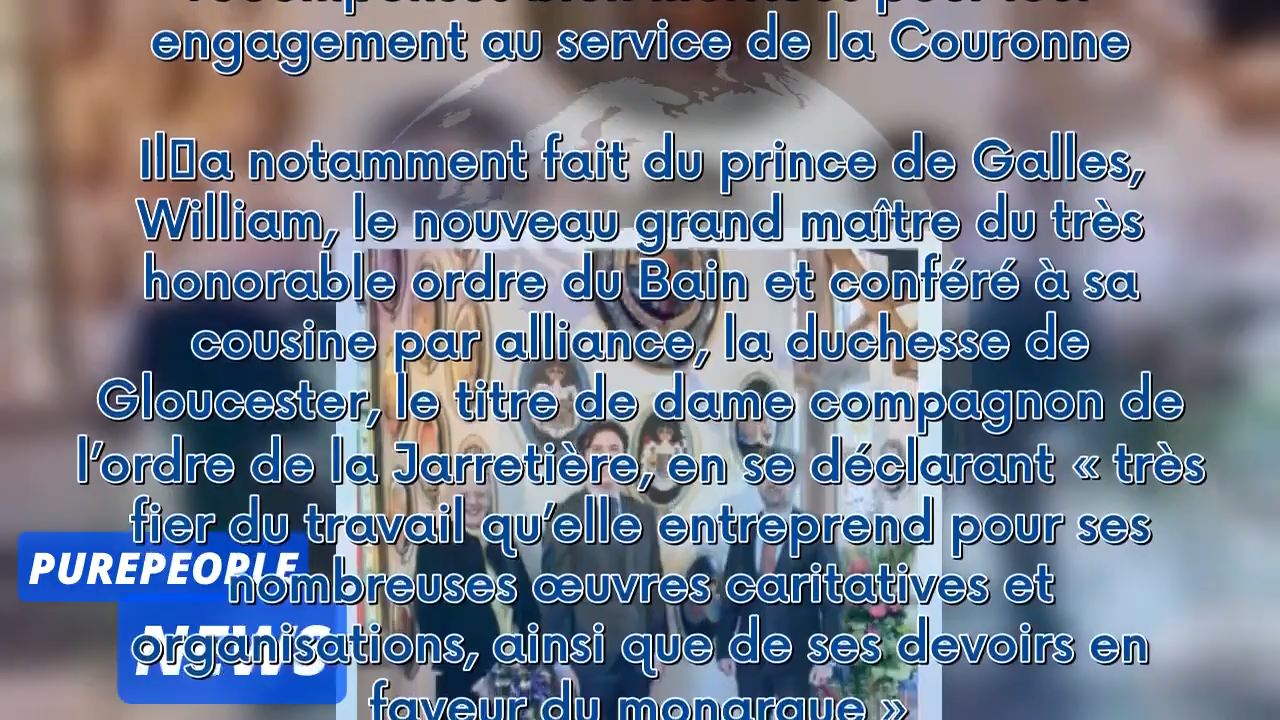 engagement au service de la Couronne
Il▯a notamment fait du prince de Galles,
William, le nouveau grand maître du très
honorable ordre du Bain et conféré à sa
cousine par alliance, la duchesse de
Gloucester, le titre de dame compagnon de
l’ordre de la Jarretière, en se déclarant « très
fier du travail qu’elle entreprend pour ses
nombreuses œuvres caritatives et
organisations, ainsi que de ses devoirs en
faveur du monarque »
PUREPEOPLE
NEWS